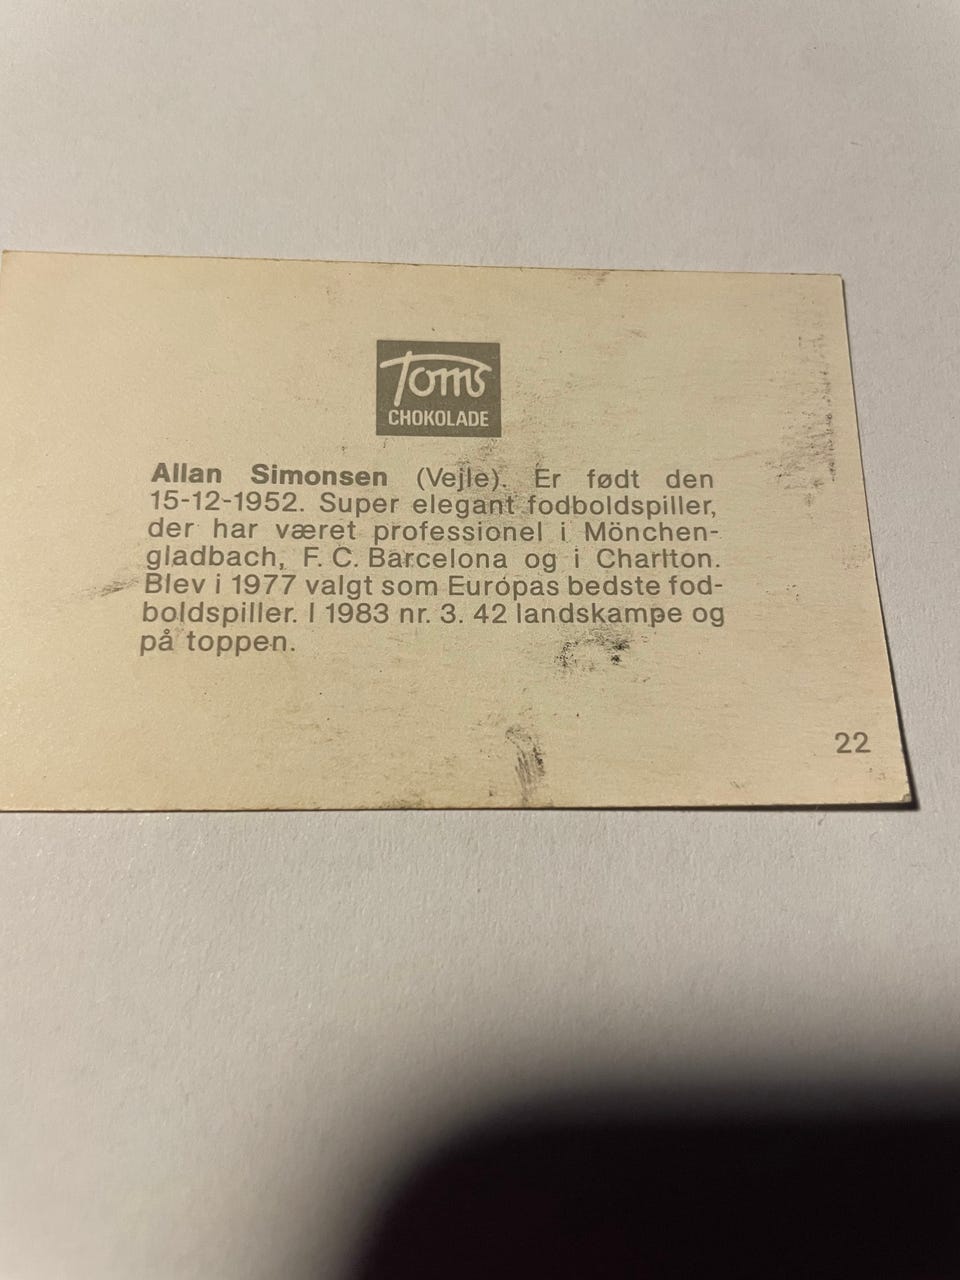 Toms
CHOKOLADE
Allan Simonsen (Vejle). Er født den
15-12-1952. Super elegant fodboldspiller,
der har været professionel i Mönchen-
gladbach, F. C. Barcelona og i Charlton.
Blev i 1977 valgt som Europas bedste fod-
boldspiller. I 1983 nr. 3. 42 landskampe og
på toppen.
22